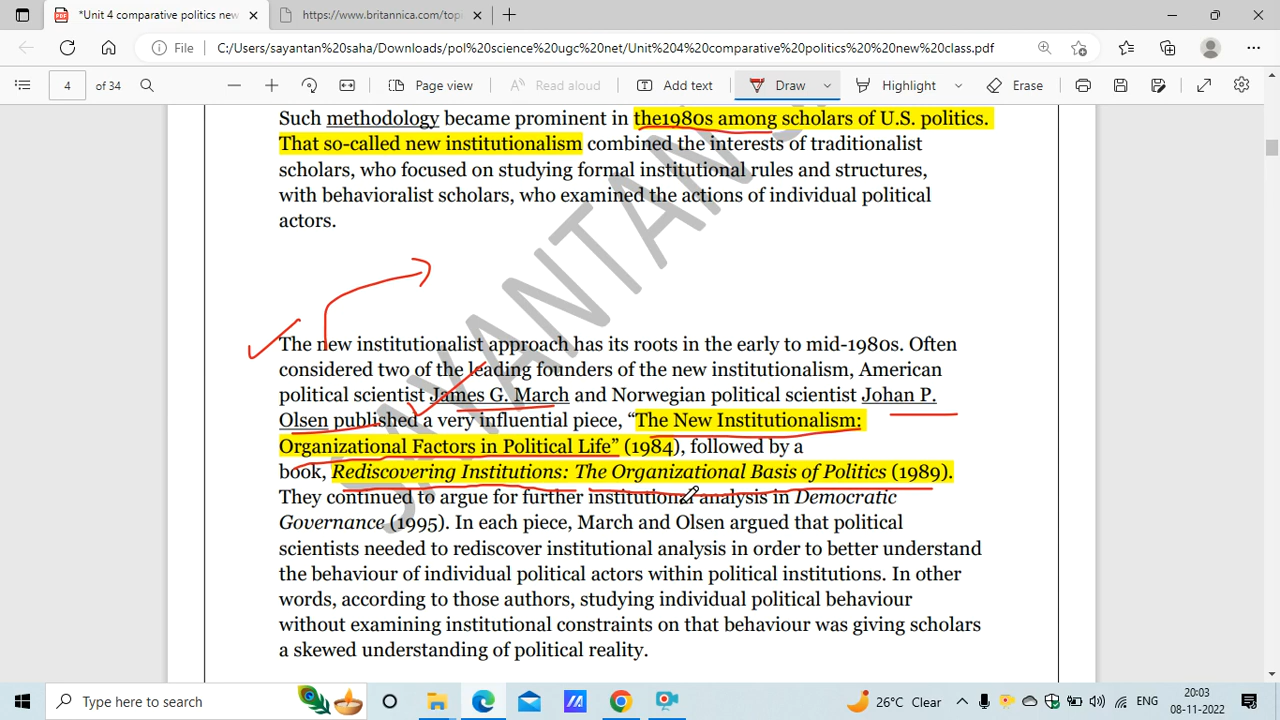 *Unit 4 comparative politics new
https://www.britannica.com/top
File
C:/Users/sayantan%20saha/Downloads/pol%20science%20ugc%20net/Unit%204%20comparative%20politics%20%20new%20class.pdf
4 of 34
Page view
Read aloud
Add text
Draw
Highlight
Erase
Such methodology became prominent in the1980s among scholars of U.S. politics.
That so-called new institutionalism combined the interests of traditionalist
scholars, who focused on studying formal institutional rules and structures,
with behavioralist scholars, who examined the actions of individual political
actors.
The new institutionalist approach has its roots in the early to mid-1980s. Often
considered two of the leading founders of the new institutionalism, American
political scientist James G. March and Norwegian political scientist Johan P.
Olsen published a very influential piece, “The New Institutionalism:
Organizational Factors in Political Life” (1984), followed by a
book, Rediscovering Institutions: The Organizational Basis of Politics (1989).
They continued to argue for further institutional analysis in Democratic
Governance (1995). In each piece, March and Olsen argued that political
scientists needed to rediscover institutional analysis in order to better understand
the behaviour of individual political actors within political institutions. In other
words, according to those authors, studying individual political behaviour
without examining institutional constraints on that behaviour was giving scholars
a skewed understanding of political reality.
SAYANTAN S
Type here to search
26°C Clear
ENG
20:03
08-11-2022